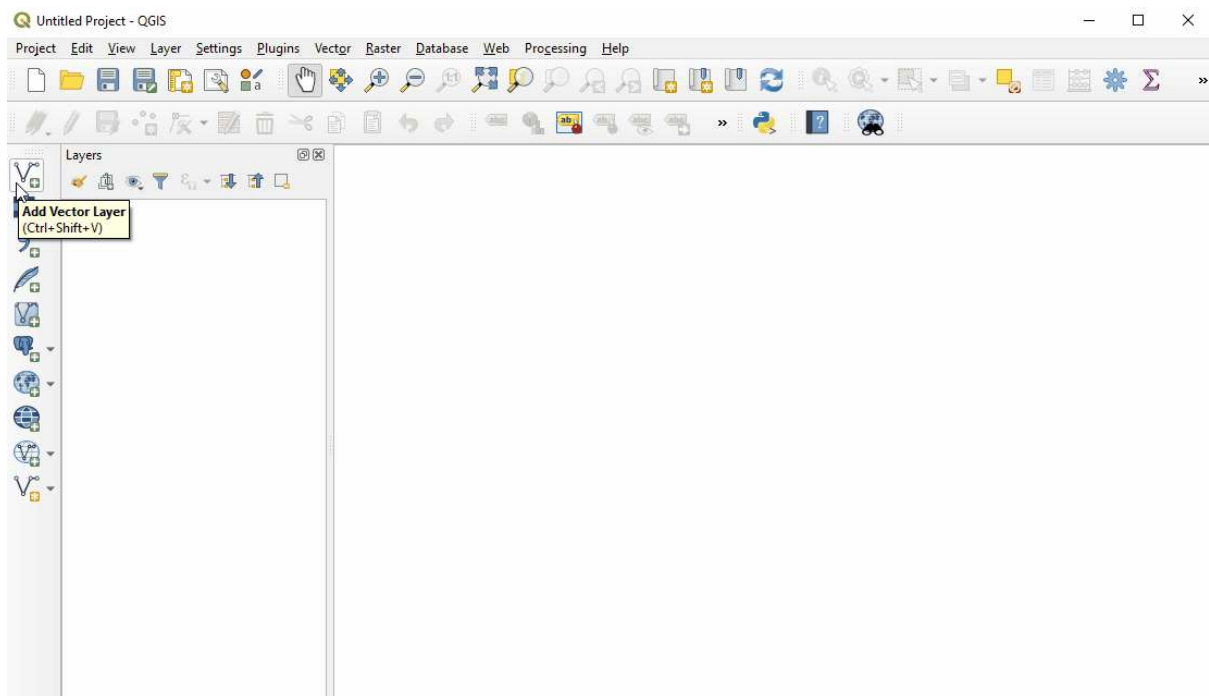 Untitled Project - QGIS
Project Edit View Layer Settings Plugins Vector Raster Database Web Processing Help
Layers
Add Vector Layer
(Ctrl+Shift+V)